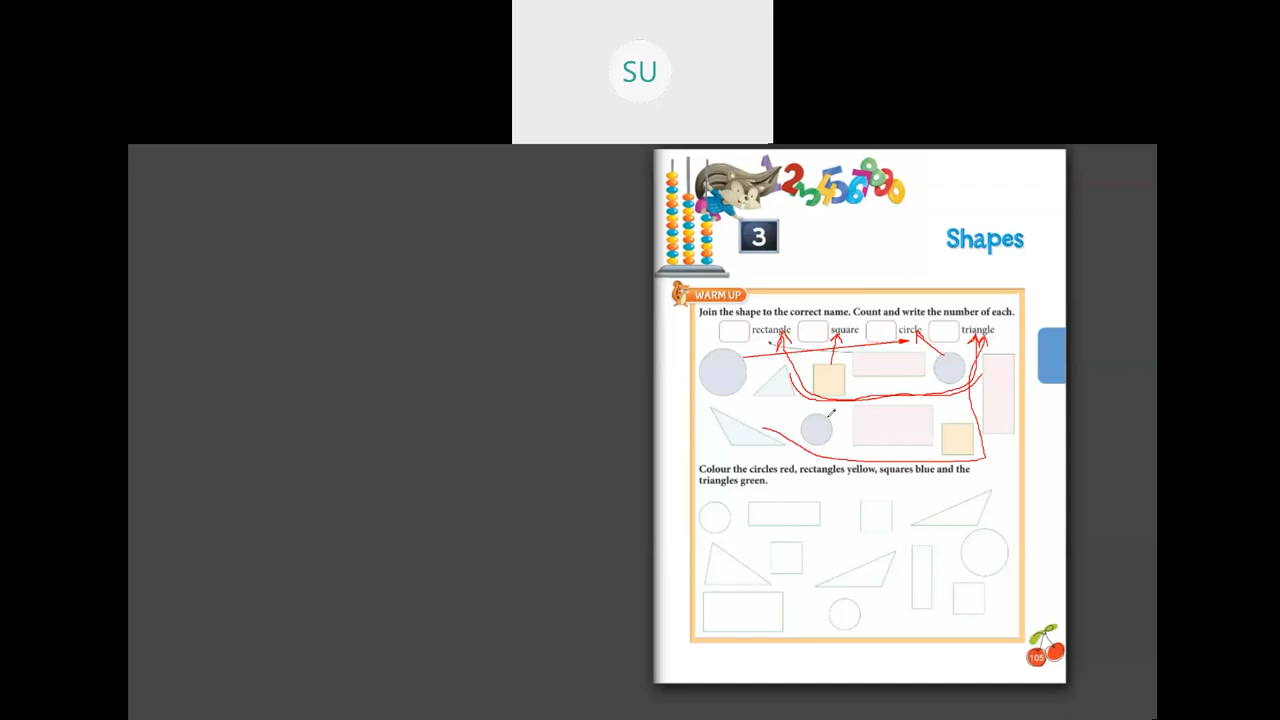 SU
1234567890
3
Shapes
WARM UP
Join the shape to the correct name. Count and write the number of each.
rectangle square circle triangle
Colour the circles red, rectangles yellow, squares blue and the
triangles green.
105